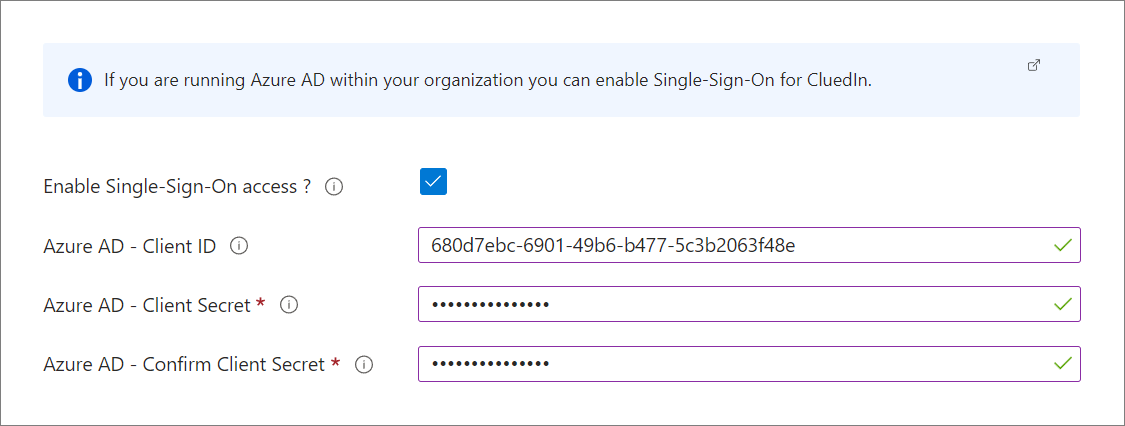 If you are running Azure AD within your organization you can enable Single-Sign-On for CluedIn.
Enable Single-Sign-On access ?
Azure AD - Client ID
680d7ebc-6901-49b6-b477-5c3b2063f48e
Azure AD - Client Secret *
•••••••••••••••
Azure AD - Confirm Client Secret *
•••••••••••••••